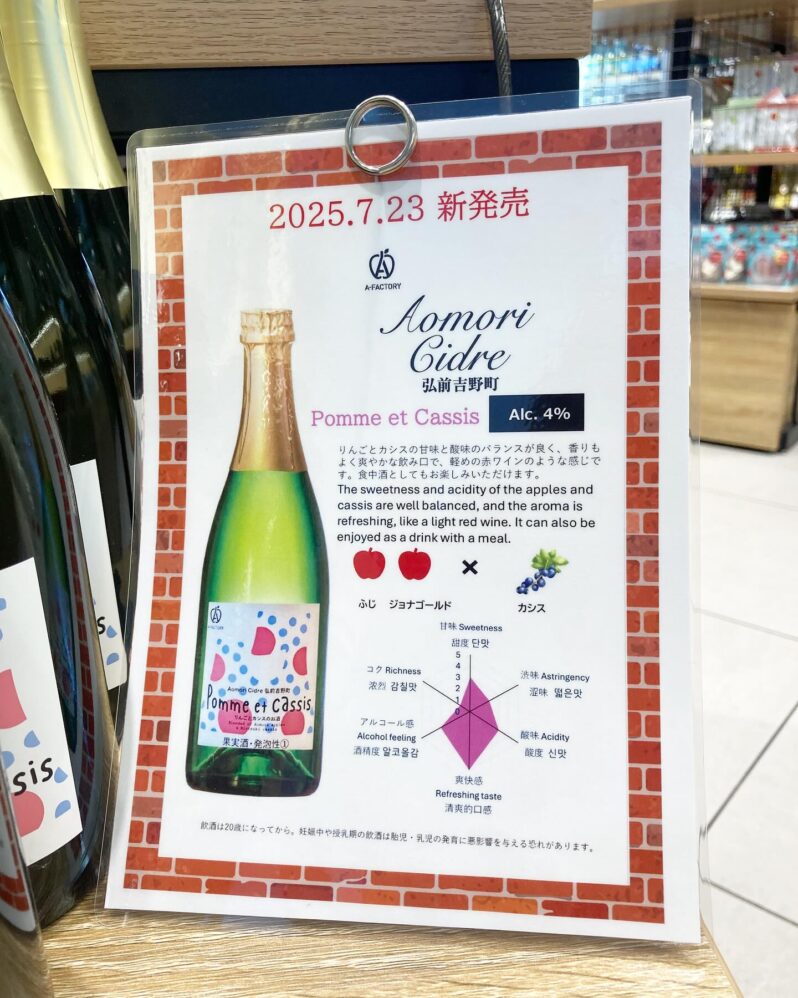 2025.7.23 新発売
A-FACTORY
Aomori
Cidre
弘前吉野町
Pomme et Cassis
Alc. 4%
りんごとカシスの甘味と酸味のバランスが良く、香りも
よく爽やかな飲み口で、軽めの赤ワインのような感じで
す。食中酒としてもお楽しみいただけます。
The sweetness and acidity of the apples and
cassis are well balanced, and the aroma is
refreshing, like a light red wine. It can also be
enjoyed as a drink with a meal.
×
ふじ ジョナゴールド カシス
甘味 Sweetness
甜度 단맛
5
4
3
2
1
0
コク Richness
浓烈 감칠맛
渋味 Astringency
涩味 떫은맛
アルコール感
Alcohol feeling
酒精度 알코올감
酸味 Acidity
酸度 신맛
爽快感
Refreshing taste
清爽的口感
A-FACTORY
Aomori Cidre 弘前吉野町
Pomme et Cassis
りんごとカシスのお酒
果実酒・発泡性①
飲酒は20歳になってから。妊娠中や授乳期の飲酒は胎児・乳児の発育に悪影響を与える恐れがあります。
s
sis